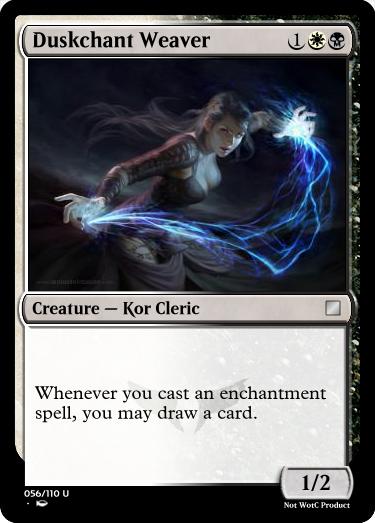 Duskchant Weaver 1
Creature — Kor Cleric
Whenever you cast an enchantment
spell, you may draw a card.
1/2
056/110 U
Not WotC Product